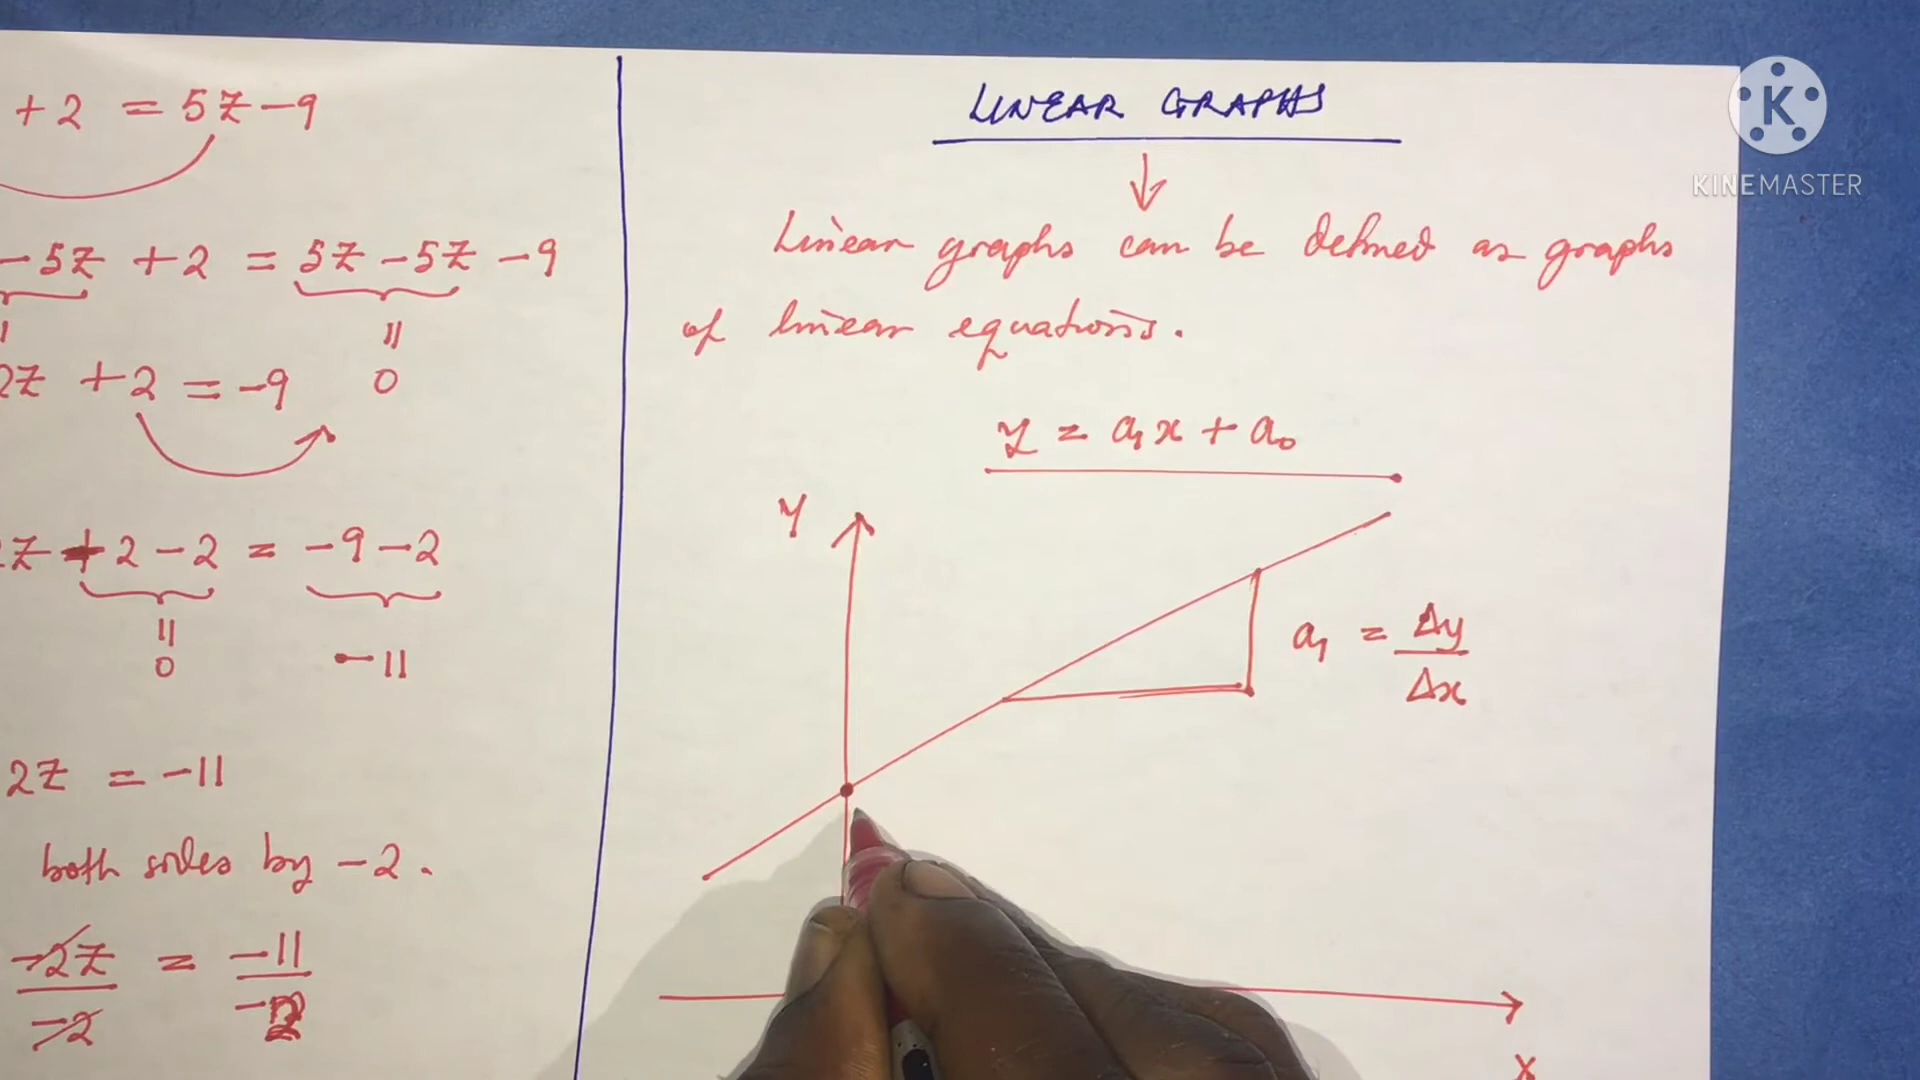 +2 = 5z - 9
- 5z + 2 = 5z - 5z - 9
||
0
2z + 2 = -9
z + 2 - 2 = -9 - 2
||
0
-11
2z = -11
both sides by -2.
-2z / -2 = -11 / -2
LINEAR GRAPHS
Linear graphs can be defined as graphs
of linear equations.
y = a₁x + a₀
y
a₁ = Δy / Δx
x
K
KINEMASTER